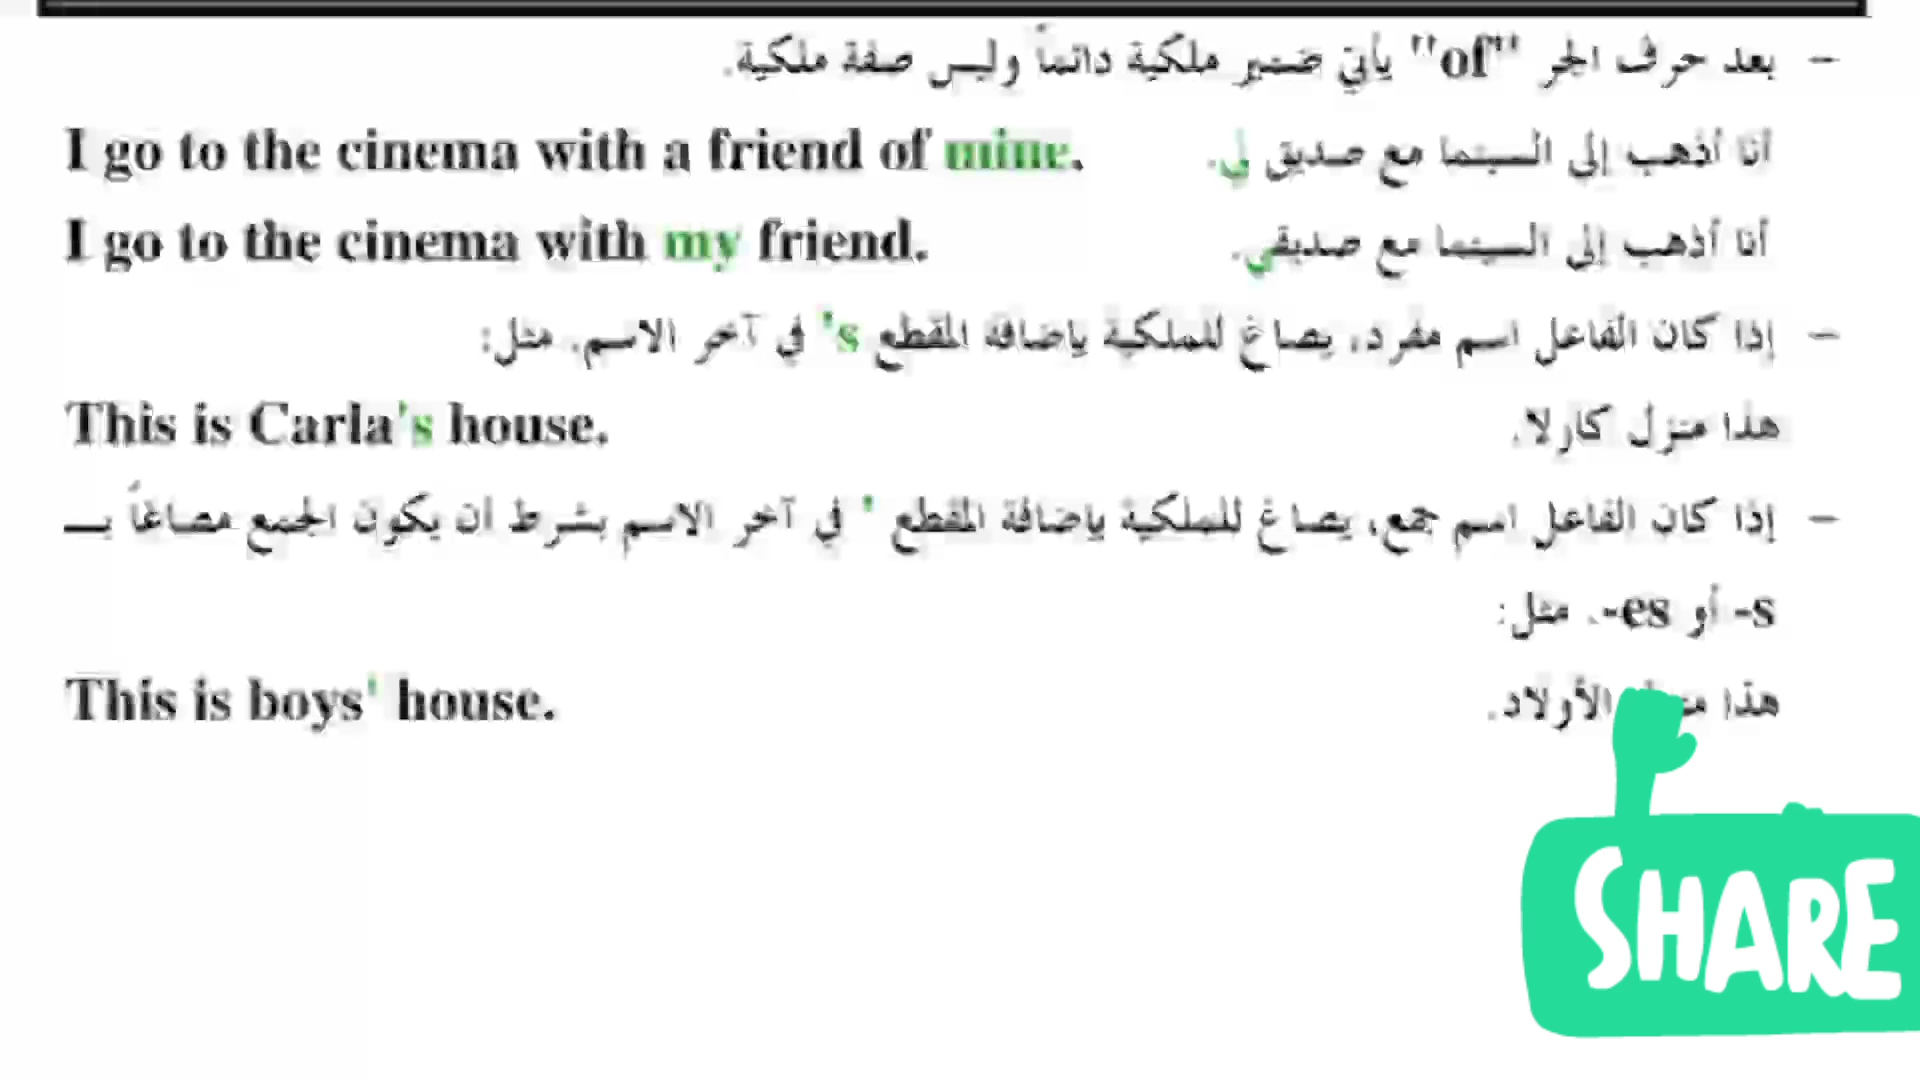 – بعد حرف الجر "of" يأتي ضمير ملكية دائماً وليس صفة ملكية.
I go to the cinema with a friend of mine. أنا أذهب إلى السينما مع صديق لي.
I go to the cinema with my friend. أنا أذهب إلى السينما مع صديقي.
– إذا كان الفاعل اسم مفرد، يصاغ للملكية بإضافة المقطع 's في آخر الاسم. مثل:
This is Carla's house. هذا منزل كارلا.
– إذا كان الفاعل اسم جمع، يصاغ للملكية بإضافة المقطع ' في آخر الاسم بشرط أن يكون الجمع مصاغاً بـ
-s أو es-. مثل:
This is boys' house. هذا الأولاد.
SHARE